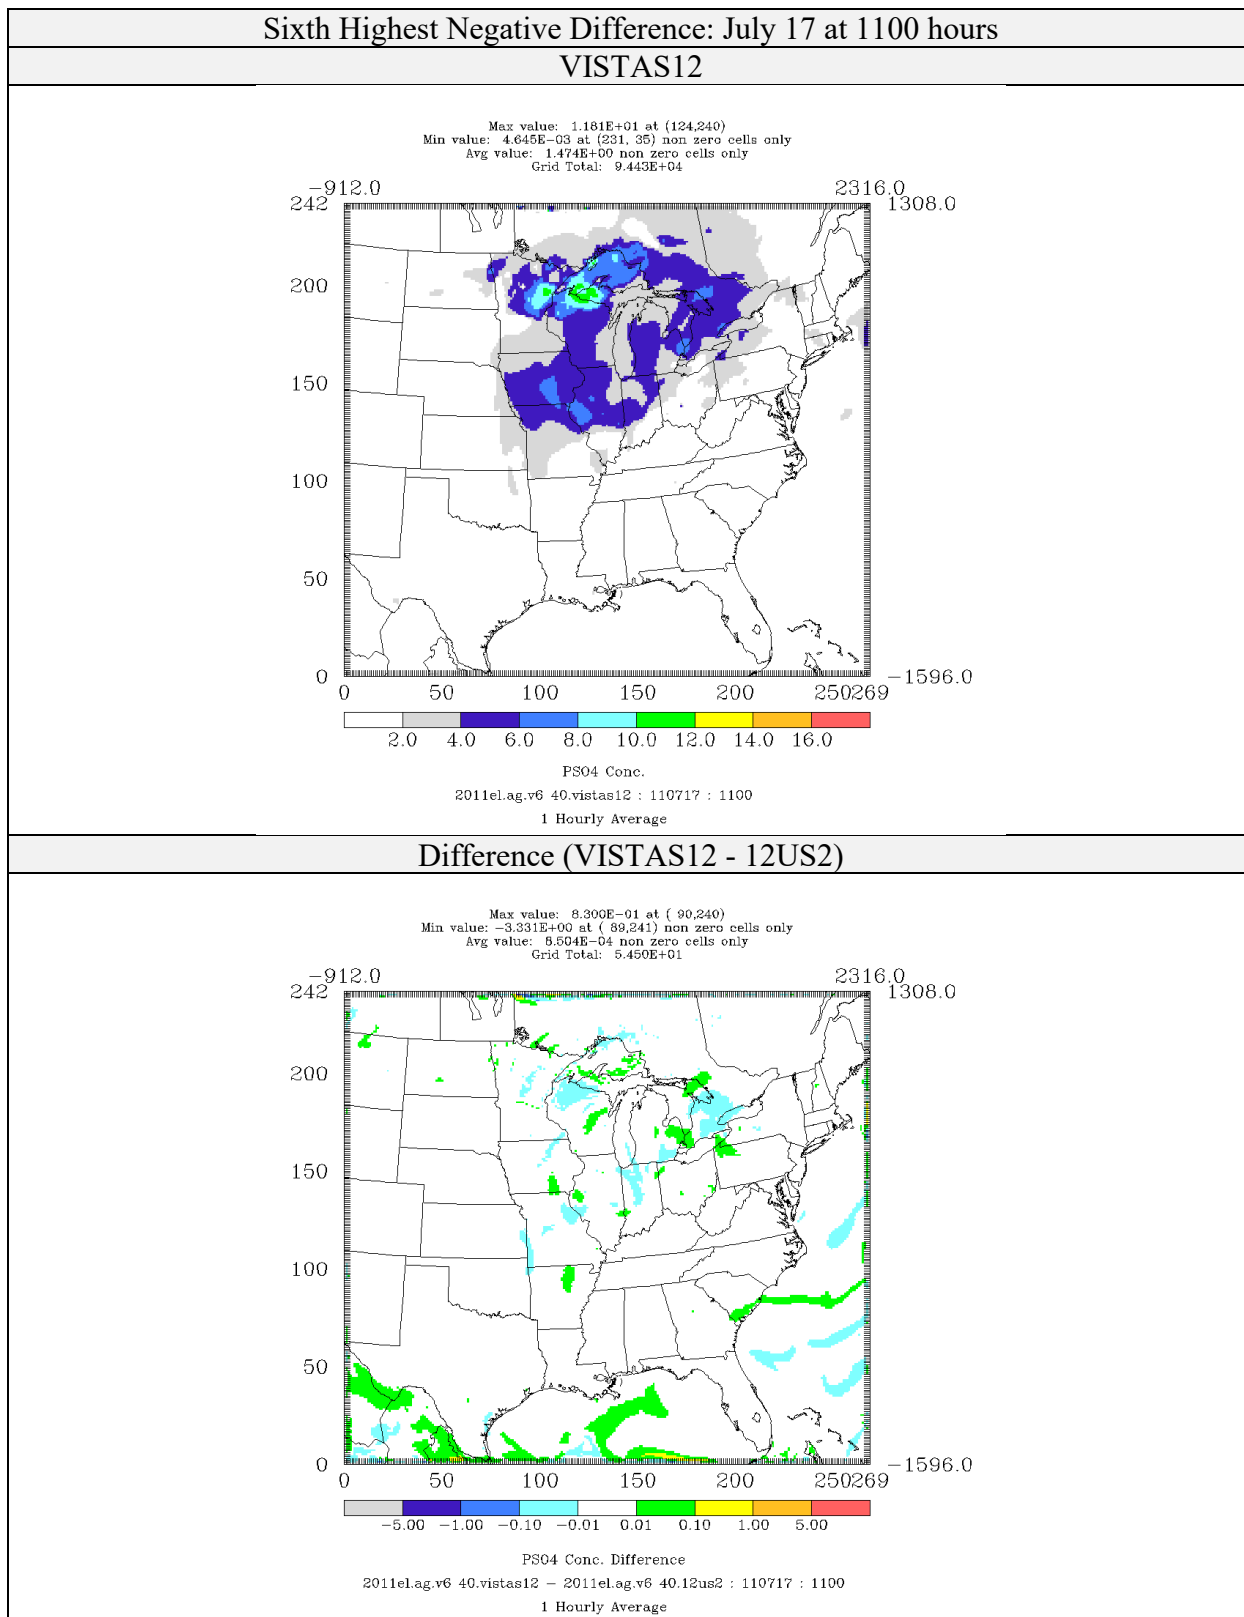 Sixth Highest Negative Difference: July 17 at 1100 hours
VISTAS12
Max value: 1.181E+01 at (124,240)
Min value: 4.645E-03 at (231, 35) non zero cells only
Avg value: 1.474E+00 non zero cells only
Grid Total: 9.443E+04
-912.0 2316.0
242 1308.0
200
150
100
50
0 -1596.0
0 50 100 150 200 250269
2.0 4.0 6.0 8.0 10.0 12.0 14.0 16.0
PSO4 Conc.
2011el.ag.v6 40.vistas12 : 110717 : 1100
1 Hourly Average
Difference (VISTAS12 - 12US2)
Max value: 8.300E-01 at ( 90,240)
Min value: -3.331E+00 at ( 89,241) non zero cells only
Avg value: 8.504E-04 non zero cells only
Grid Total: 5.450E+01
-912.0 2316.0
242 1308.0
200
150
100
50
0 -1596.0
0 50 100 150 200 250269
-5.00 -1.00 -0.10 -0.01 0.01 0.10 1.00 5.00
PSO4 Conc. Difference
2011el.ag.v6 40.vistas12 - 2011el.ag.v6 40.12us2 : 110717 : 1100
1 Hourly Average